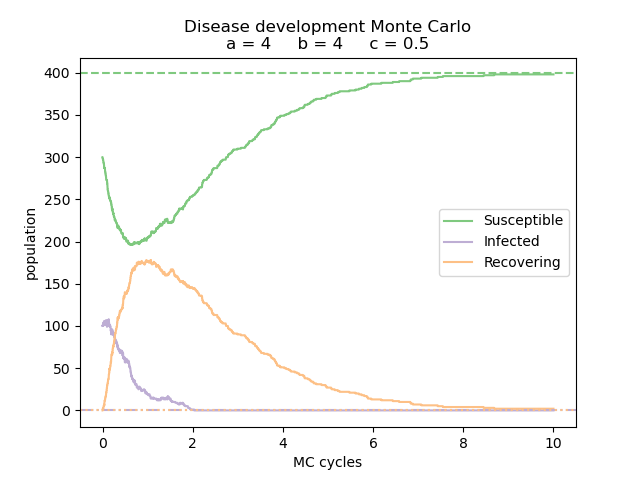 Disease development Monte Carlo
a = 4 b = 4 c = 0.5
population
400
350
300
250
200
150
100
50
0
Susceptible
Infected
Recovering
0 2 4 6 8 10
MC cycles